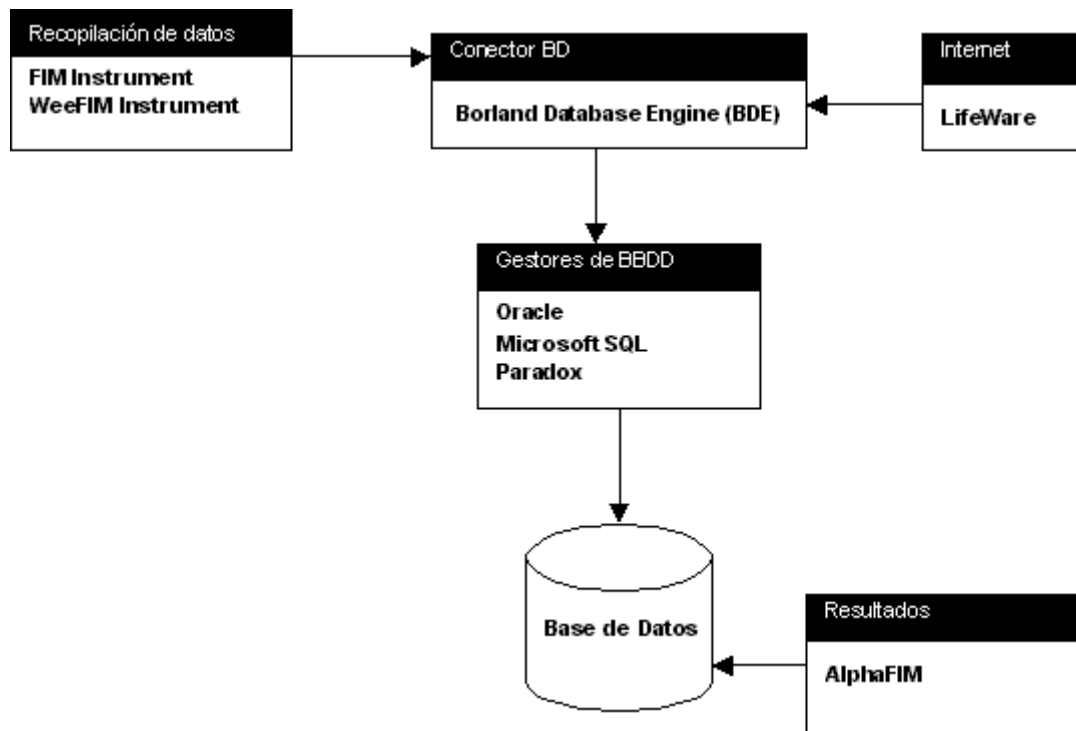 Recopilación de datos
FIM Instrument
WeeFIM Instrument
Conector BD
Borland Database Engine (BDE)
Internet
LifeWare
Gestores de BBDD
Oracle
Microsoft SQL
Paradox
Base de Datos
Resultados
AlphaFIM